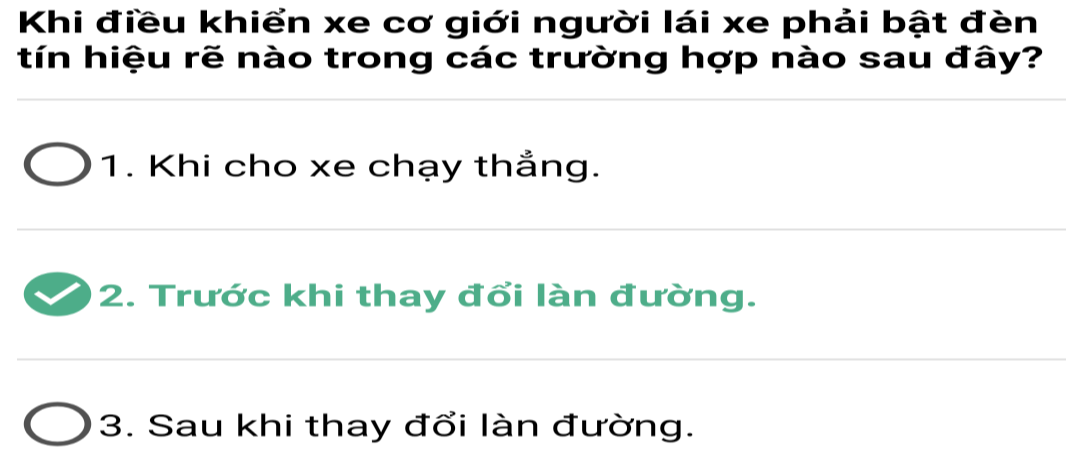 Khi điều khiển xe cơ giới người lái xe phải bật đèn
tín hiệu rẽ nào trong các trường hợp nào sau đây?
1. Khi cho xe chạy thẳng.
2. Trước khi thay đổi làn đường.
3. Sau khi thay đổi làn đường.